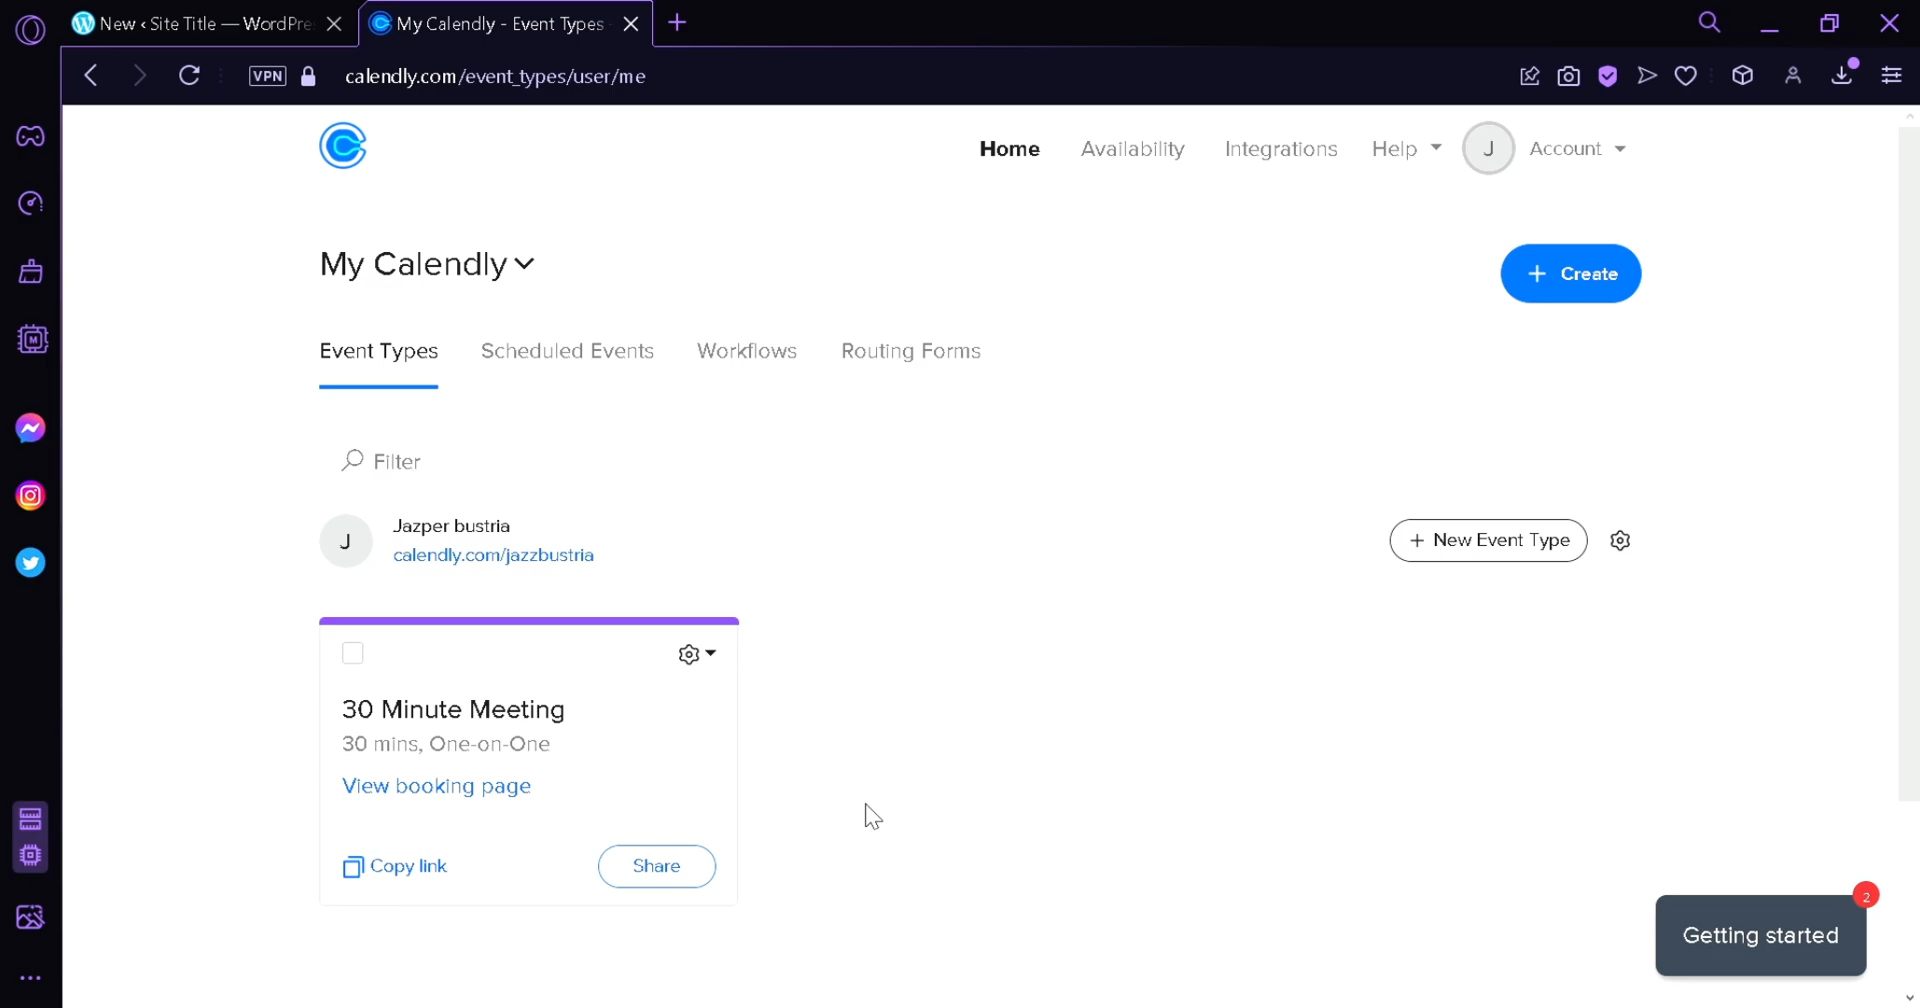 New ‹ Site Title — WordPre
My Calendly - Event Types
VPN
calendly.com/event_types/user/me
Home
Availability
Integrations
Help
J
Account
My Calendly
+ Create
Event Types
Scheduled Events
Workflows
Routing Forms
Filter
J
Jazper bustria
calendly.com/jazzbustria
+ New Event Type
30 Minute Meeting
30 mins, One-on-One
View booking page
Copy link
Share
2
Getting started
M